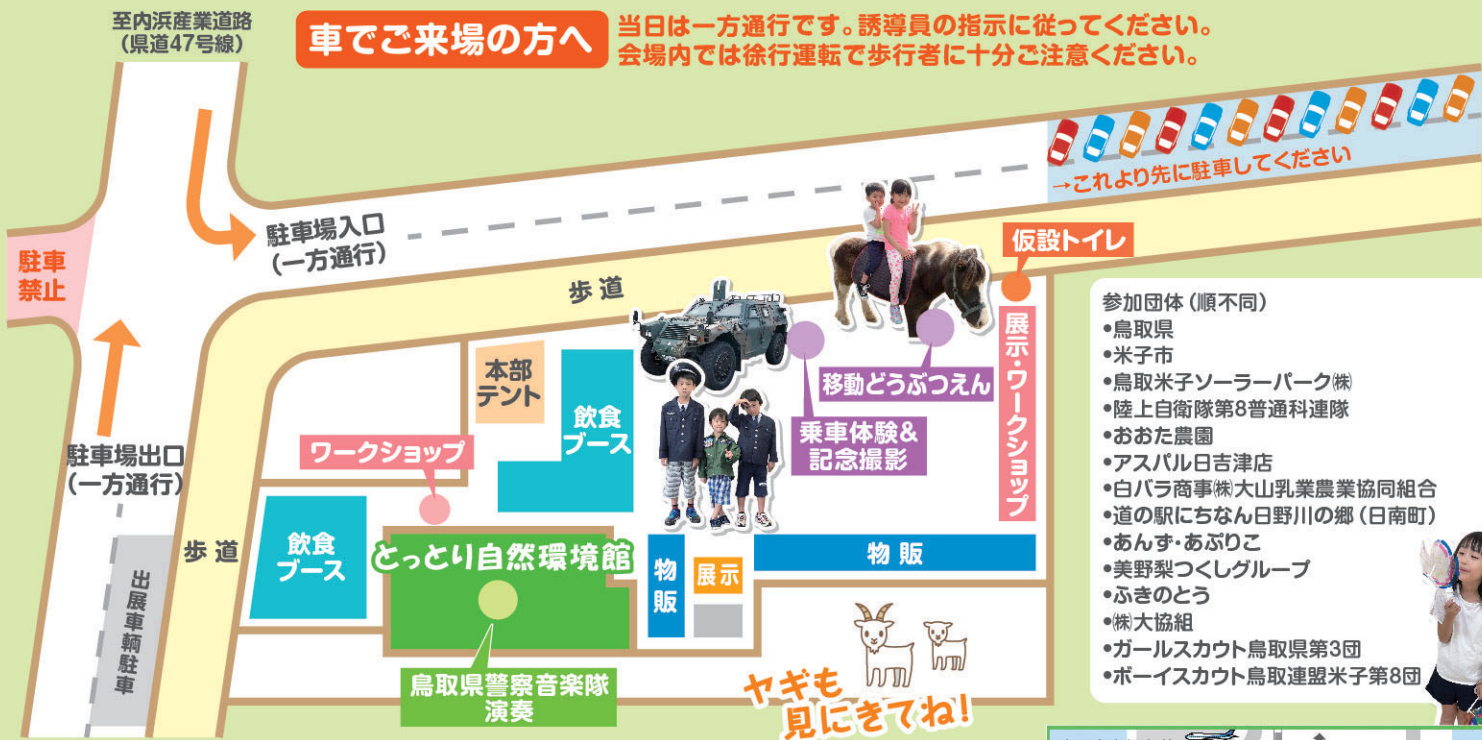 至内浜産業道路
(県道47号線)
車でご来場の方へ
当日は一方通行です。誘導員の指示に従ってください。
会場内では徐行運転で歩行者に十分ご注意ください。
→これより先に駐車してください
駐車場入口
(一方通行)
駐車
禁止
歩道
仮設トイレ
展示・ワークショップ
移動どうぶつえん
乗車体験&
記念撮影
本部
テント
飲食
ブース
ワークショップ
駐車場出口
(一方通行)
歩道
出展車輌駐車
飲食
ブース
とっとり自然環境館
物販
展示
物販
鳥取県警察音楽隊
演奏
ヤギも
見にきてね!
参加団体(順不同)
•鳥取県
•米子市
•鳥取米子ソーラーパーク㈱
•陸上自衛隊第8普通科連隊
•おおた農園
•アスパル日吉津店
•白バラ商事㈱大山乳業農業協同組合
•道の駅にちなん日野川の郷(日南町)
•あんず・あぷりこ
•美野梨つくしグループ
•ふきのとう
•㈱大協組
•ガールスカウト鳥取県第3団
•ボーイスカウト鳥取連盟米子第8団